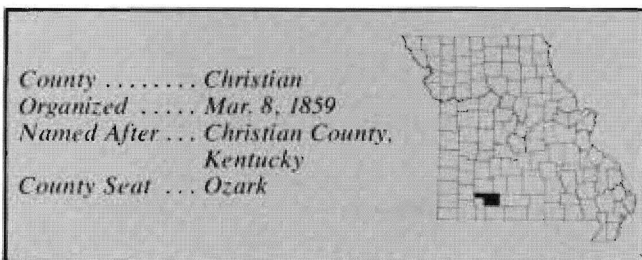 County ........ Christian
Organized ..... Mar. 8, 1859
Named After ... Christian County,
Kentucky
County Seat ... Ozark